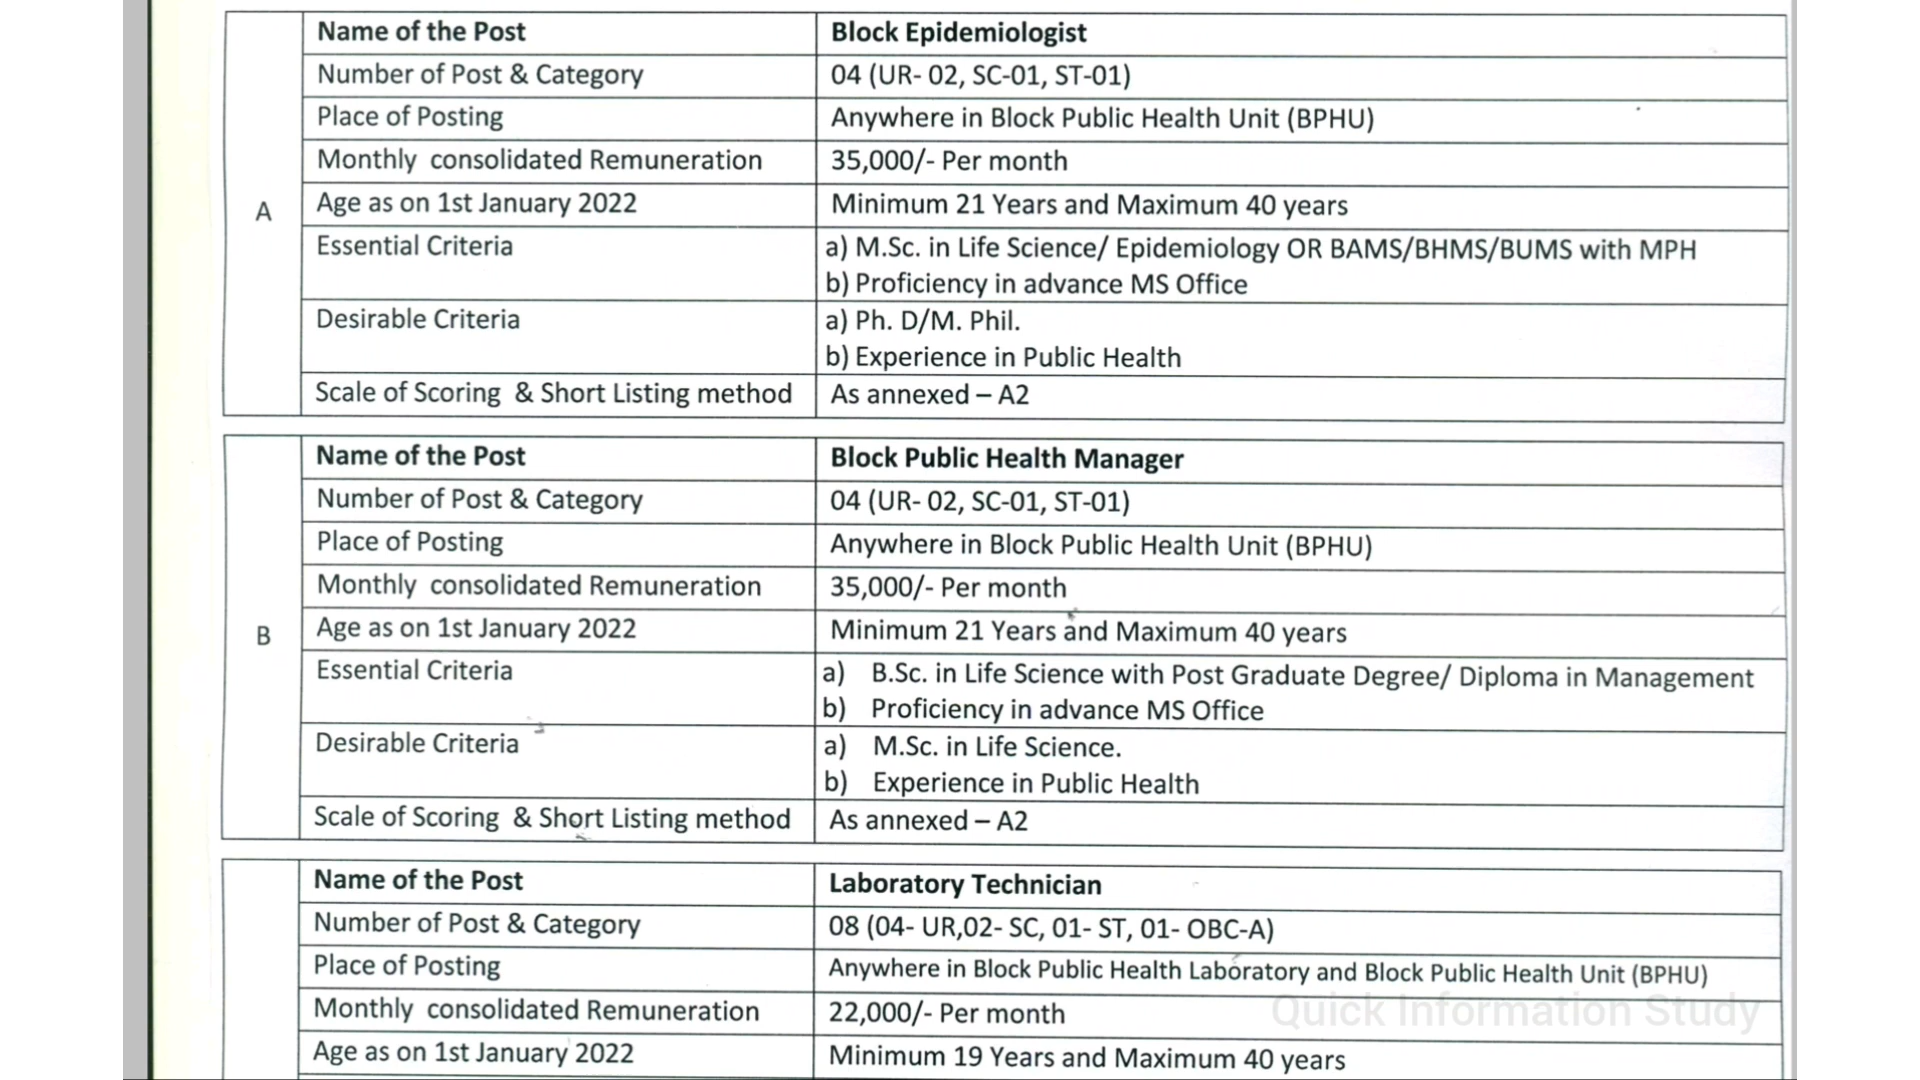 A
Name of the Post Block Epidemiologist
Number of Post & Category 04 (UR- 02, SC-01, ST-01)
Place of Posting Anywhere in Block Public Health Unit (BPHU)
Monthly consolidated Remuneration 35,000/- Per month
Age as on 1st January 2022 Minimum 21 Years and Maximum 40 years
Essential Criteria a) M.Sc. in Life Science/ Epidemiology OR BAMS/BHMS/BUMS with MPH
b) Proficiency in advance MS Office
Desirable Criteria a) Ph. D/M. Phil.
b) Experience in Public Health
Scale of Scoring & Short Listing method As annexed – A2
B
Name of the Post Block Public Health Manager
Number of Post & Category 04 (UR- 02, SC-01, ST-01)
Place of Posting Anywhere in Block Public Health Unit (BPHU)
Monthly consolidated Remuneration 35,000/- Per month
Age as on 1st January 2022 Minimum 21 Years and Maximum 40 years
Essential Criteria a) B.Sc. in Life Science with Post Graduate Degree/ Diploma in Management
b) Proficiency in advance MS Office
Desirable Criteria a) M.Sc. in Life Science.
b) Experience in Public Health
Scale of Scoring & Short Listing method As annexed – A2
Name of the Post Laboratory Technician
Number of Post & Category 08 (04- UR,02- SC, 01- ST, 01- OBC-A)
Place of Posting Anywhere in Block Public Health Laboratory and Block Public Health Unit (BPHU)
Monthly consolidated Remuneration 22,000/- Per month
Quick Information Study
Age as on 1st January 2022 Minimum 19 Years and Maximum 40 years